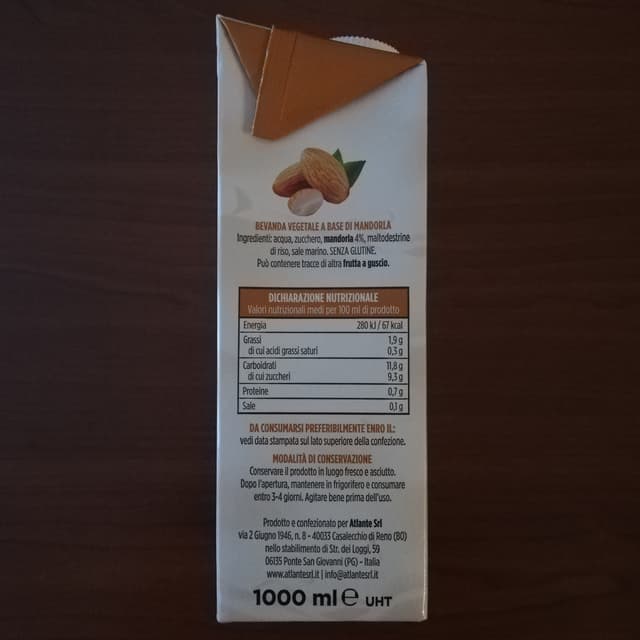 BEVANDA VEGETALE A BASE DI MANDORLA
Ingredienti: acqua, zucchero, mandorla 4%, maltodestrine
di riso, sale marino. SENZA GLUTINE.
Può contenere tracce di altra frutta a guscio.
DICHIARAZIONE NUTRIZIONALE
Valori nutrizionali medi per 100 ml di prodotto
Energia 280 kJ / 67 kcal
Grassi 1,9 g
di cui acidi grassi saturi 0,3 g
Carboidrati 11,8 g
di cui zuccheri 9,3 g
Proteine 0,7 g
Sale 0,1 g
DA CONSUMARSI PREFERIBILMENTE ENRO IL:
vedi data stampata sul lato superiore della confezione.
MODALITÀ DI CONSERVAZIONE
Conservare il prodotto in luogo fresco e asciutto.
Dopo l'apertura, mantenere in frigorifero e consumare
entro 3-4 giorni. Agitare bene prima dell'uso.
Prodotto e confezionato per Atlante Srl
via 2 Giugno 1946, n. 8 - 40033 Casalecchio di Reno (BO)
nello stabilimento di Str. dei Loggi, 59
06135 Ponte San Giovanni (PG) - Italia
www.atlantesrl.it | info@atlantesrl.it
1000 ml e UHT